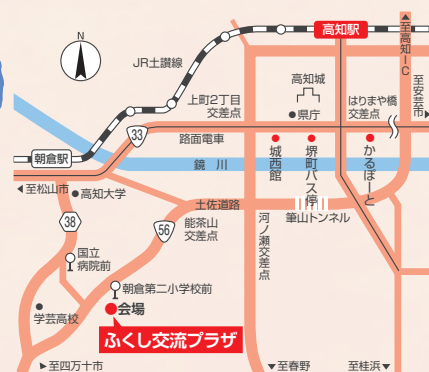 N
高知駅
▲至高知IC
JR土讃線
高知城
至安芸市▶
上町2丁目
交差点
●県庁
はりまや橋
交差点
33
路面電車
朝倉駅
鏡川
城西館
堺町バス停
かるぽーと
◀至松山市
●高知大学
土佐道路
筆山トンネル
38
56
能茶山
交差点
河ノ瀬交差点
国立
病院前
朝倉第二小学校前
会場
学芸高校
ふくし交流プラザ
▶至四万十市
▶至春野
至桂浜▼